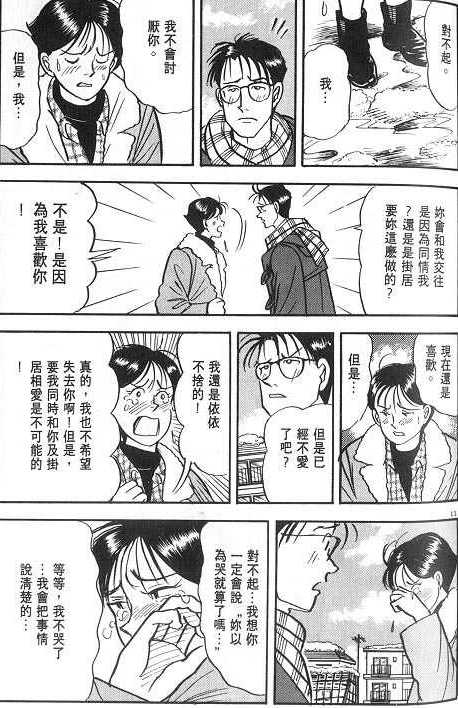 對不起。
我…
我不會討
厭你。
但是，我…
妳會和我交往
是因為同情我
？還是是掛居
要妳這麼做的？
不是！是因
為我喜歡你
！
現在還是
喜歡。
但是…
但是已
經不愛
了吧？
我還是依依
不捨的！
真的，我也不希望
失去你啊！但是，
要我同時和你及掛
居相愛是不可能的
！
11
對不起…我想你
一定會說〝妳以
為哭就算了嗎…〞
等等，我不哭了
…我會把事情
說清楚的…